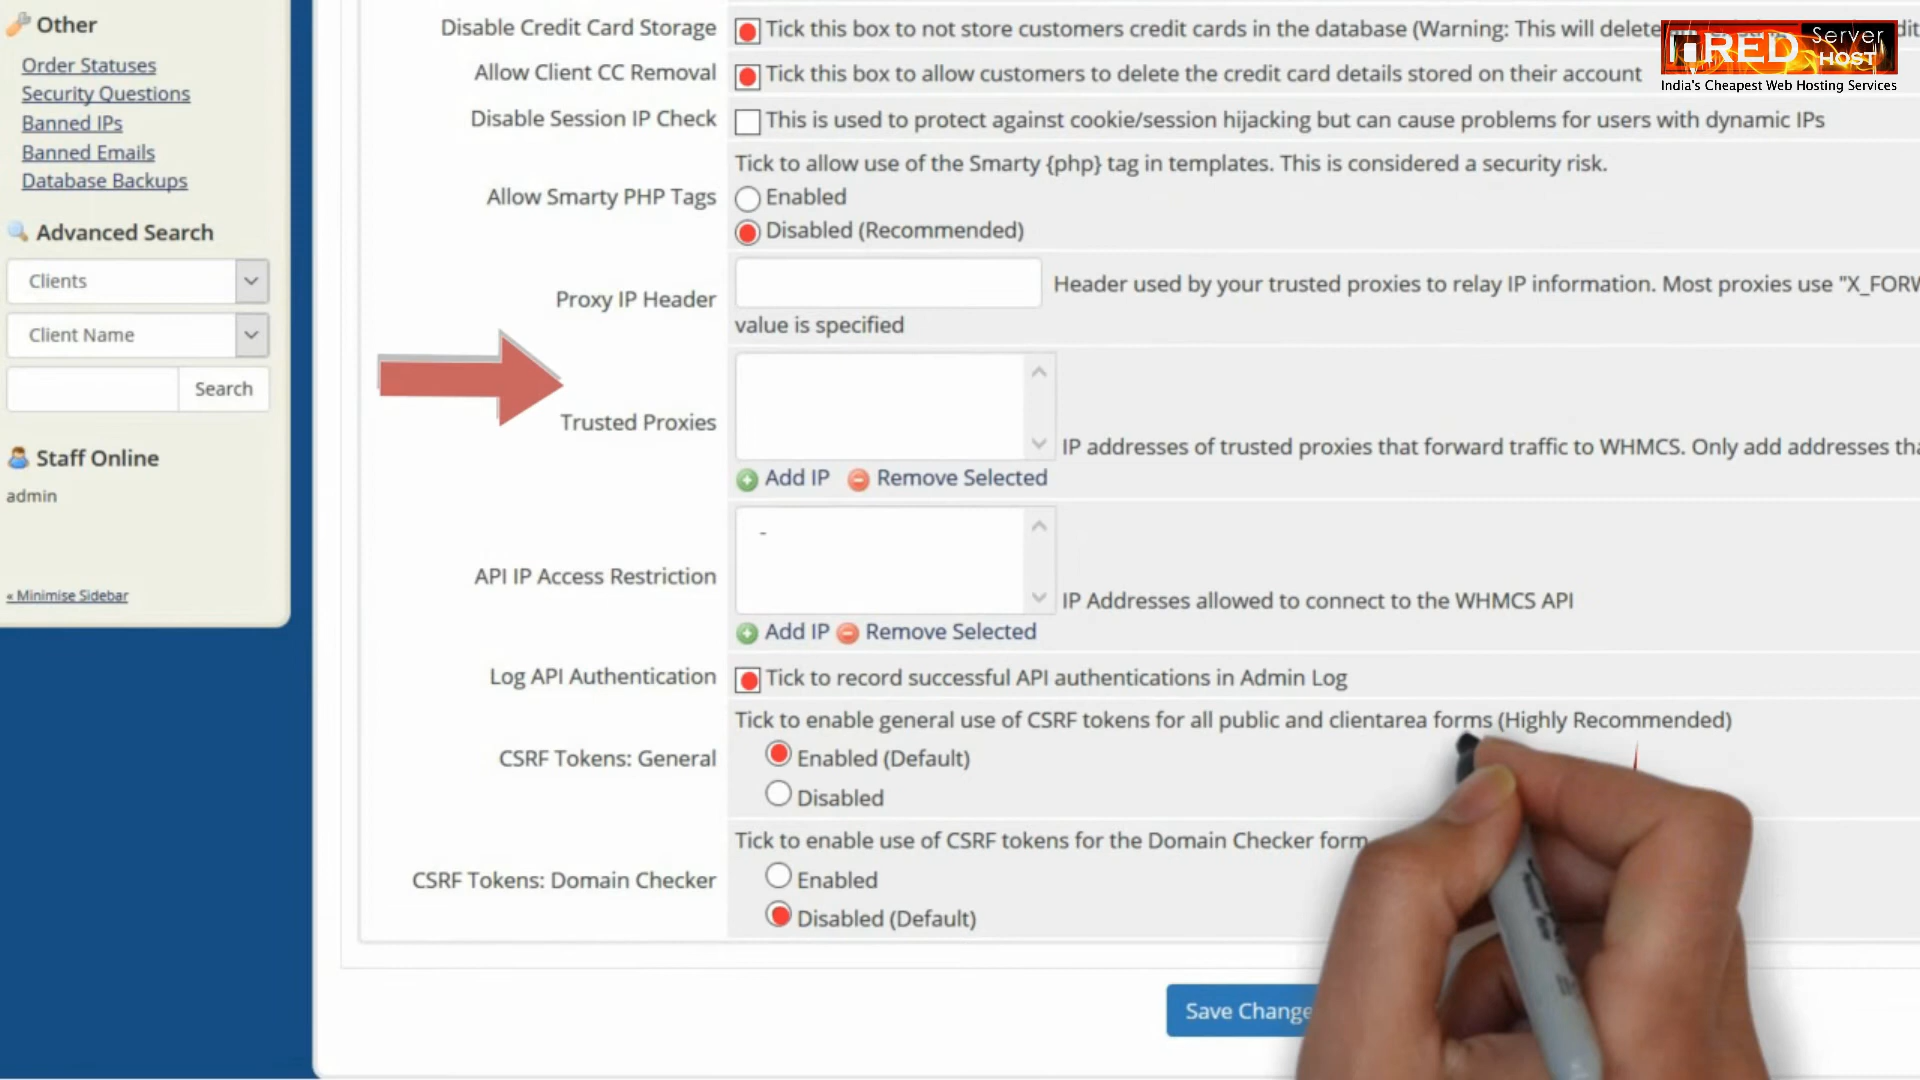 Other
Order Statuses
Security Questions
Banned IPs
Banned Emails
Database Backups
Advanced Search
Clients
Client Name
Search
Staff Online
admin
« Minimise Sidebar
Disable Credit Card Storage
Tick this box to not store customers credit cards in the database (Warning: This will delete
Allow Client CC Removal
Tick this box to allow customers to delete the credit card details stored on their account
Disable Session IP Check
This is used to protect against cookie/session hijacking but can cause problems for users with dynamic IPs
Tick to allow use of the Smarty {php} tag in templates. This is considered a security risk.
Allow Smarty PHP Tags
Enabled
Disabled (Recommended)
Proxy IP Header
Header used by your trusted proxies to relay IP information. Most proxies use "X_FORW
value is specified
Trusted Proxies
IP addresses of trusted proxies that forward traffic to WHMCS. Only add addresses tha
Add IP Remove Selected
-
API IP Access Restriction
IP Addresses allowed to connect to the WHMCS API
Add IP Remove Selected
Log API Authentication
Tick to record successful API authentications in Admin Log
Tick to enable general use of CSRF tokens for all public and clientarea forms (Highly Recommended)
CSRF Tokens: General
Enabled (Default)
Disabled
Tick to enable use of CSRF tokens for the Domain Checker form
CSRF Tokens: Domain Checker
Enabled
Disabled (Default)
Save Change
RED Server HOST
India's Cheapest Web Hosting Services